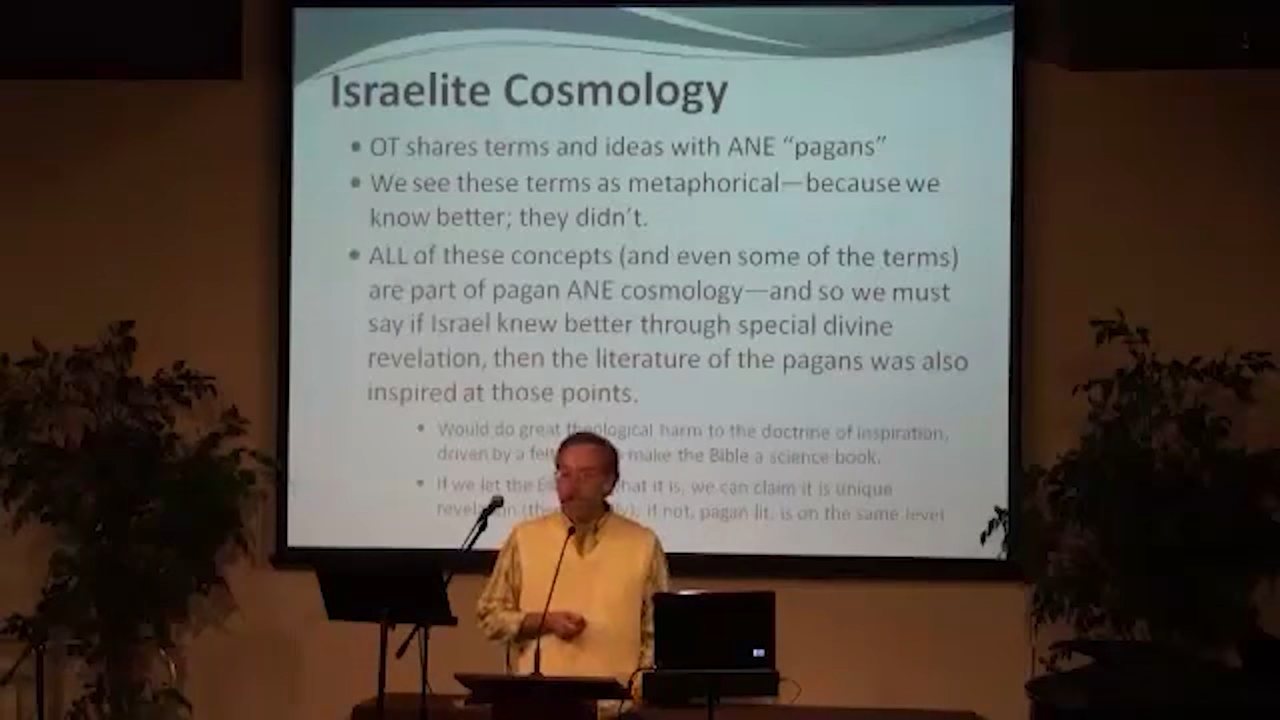 Israelite Cosmology
• OT shares terms and ideas with ANE “pagans”
• We see these terms as metaphorical—because we
know better; they didn’t.
• ALL of these concepts (and even some of the terms)
are part of pagan ANE cosmology—and so we must
say if Israel knew better through special divine
revelation, then the literature of the pagans was also
inspired at those points.
• Would do great theological harm to the doctrine of inspiration,
driven by a make the Bible a science book.
• If we let the it is, we can claim it is unique
if not, pagan lit. is on the same level